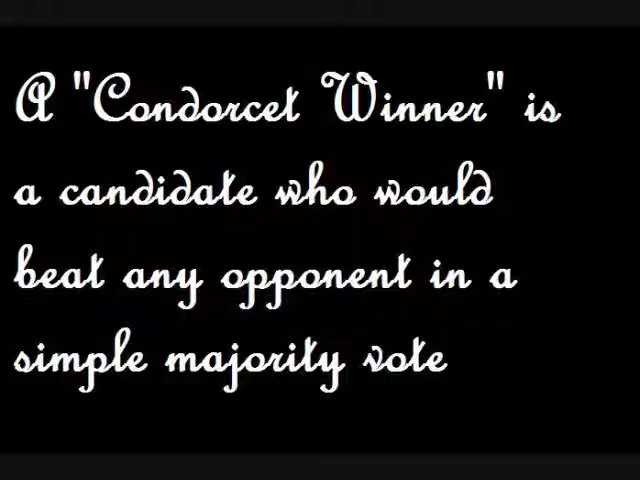 A "Condorcet Winner" is
a candidate who would
beat any opponent in a
simple majority vote